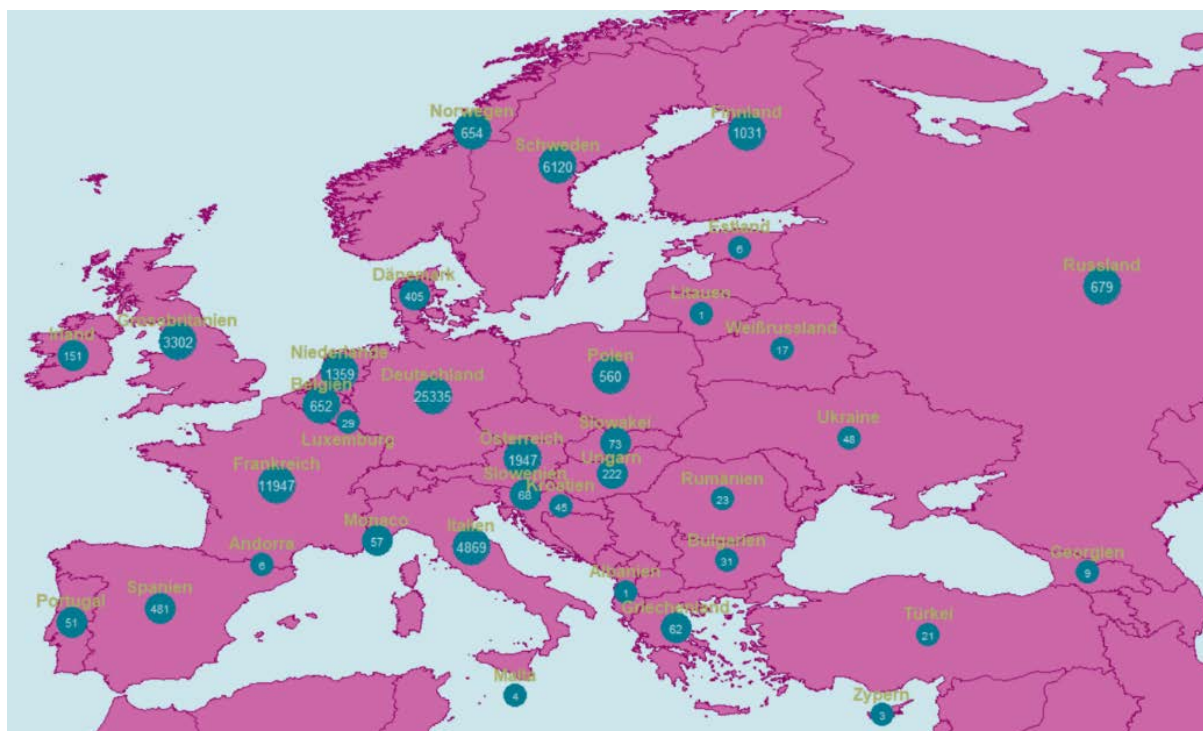 Norwegen
654
Finnland
1031
Schweden
6120
Estland
6
Russland
679
Dänemark
405
Litauen
1
Weißrussland
17
Grossbritanien
3302
Irland
151
Niederlande
1359
Belgien
652
Deutschland
25335
Polen
560
29
Luxemburg
Ukraine
48
Slowakei
73
Österreich
1947
Ungarn
222
Frankreich
11947
Slowenien
68
Kroatien
45
Rumänien
23
Monaco
57
Italien
4869
Andorra
6
Bulgarien
31
Georgien
9
Albanien
1
Spanien
481
Portugal
51
Griechenland
62
Türkei
21
Malta
4
Zypern
3